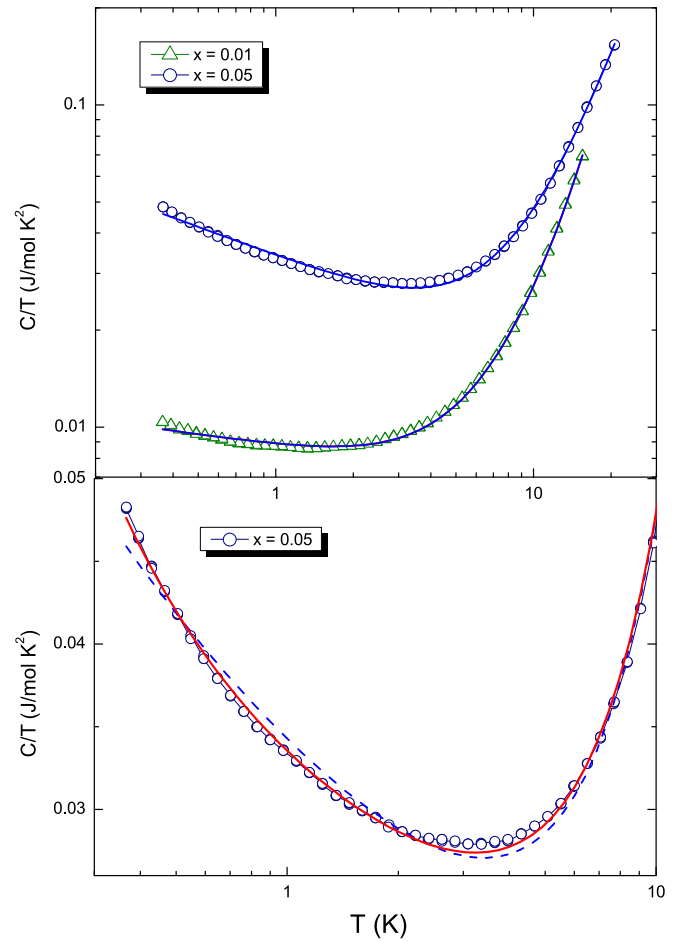 x = 0.01
x = 0.05
0.1
0.01
C/T (J/mol K²)
1
10
0.05
x = 0.05
0.04
0.03
C/T (J/mol K²)
1
10
T (K)